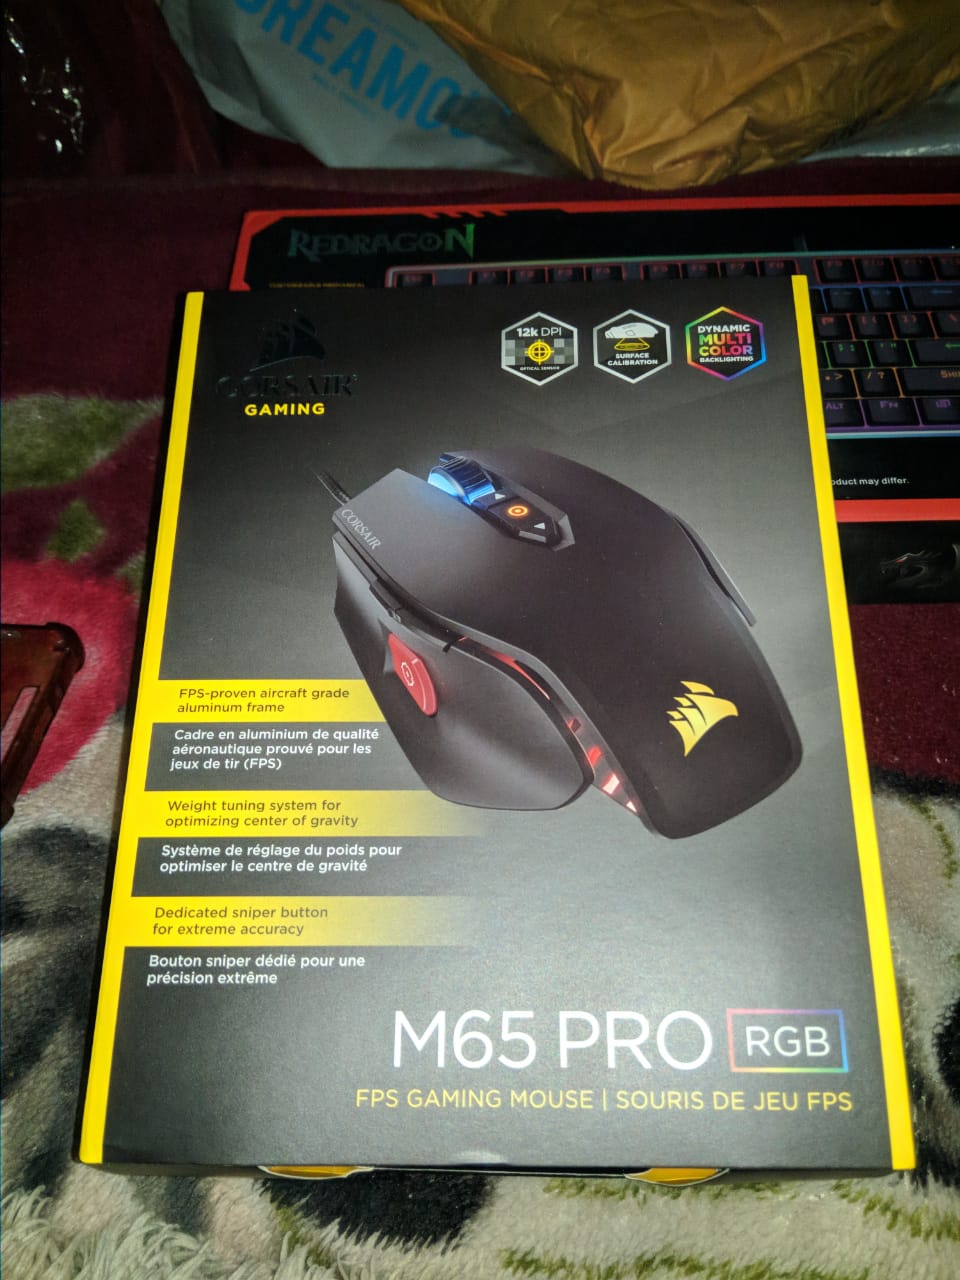 REDRAGON
CORSAIR
GAMING
12k DPI
OPTICAL SENSOR
SURFACE
CALIBRATION
DYNAMIC
MULTI
COLOR
BACKLIGHTING
CORSAIR
FPS-proven aircraft grade
aluminum frame
Cadre en aluminium de qualité
aéronautique prouvé pour les
jeux de tir (FPS)
Weight tuning system for
optimizing center of gravity
Système de réglage du poids pour
optimiser le centre de gravité
Dedicated sniper button
for extreme accuracy
Bouton sniper dédié pour une
précision extrême
M65 PRO RGB
FPS GAMING MOUSE | SOURIS DE JEU FPS
ALT
FN
oduct may differ.